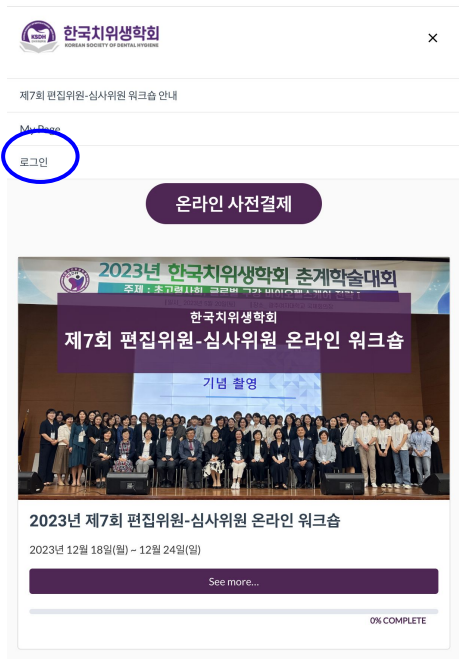 KSDH
한국치위생학회
KOREAN SOCIETY OF DENTAL HYGIENE
×
제7회 편집위원-심사위원 워크숍 안내
My Page
로그인
온라인 사전결제
2023년 한국치위생학회 춘계학술대회
한국치위생학회
제7회 편집위원-심사위원 온라인 워크숍
기념 촬영
2023년 제7회 편집위원-심사위원 온라인 워크숍
2023년 12월 18일(월) ~ 12월 24일(일)
See more...
0% COMPLETE